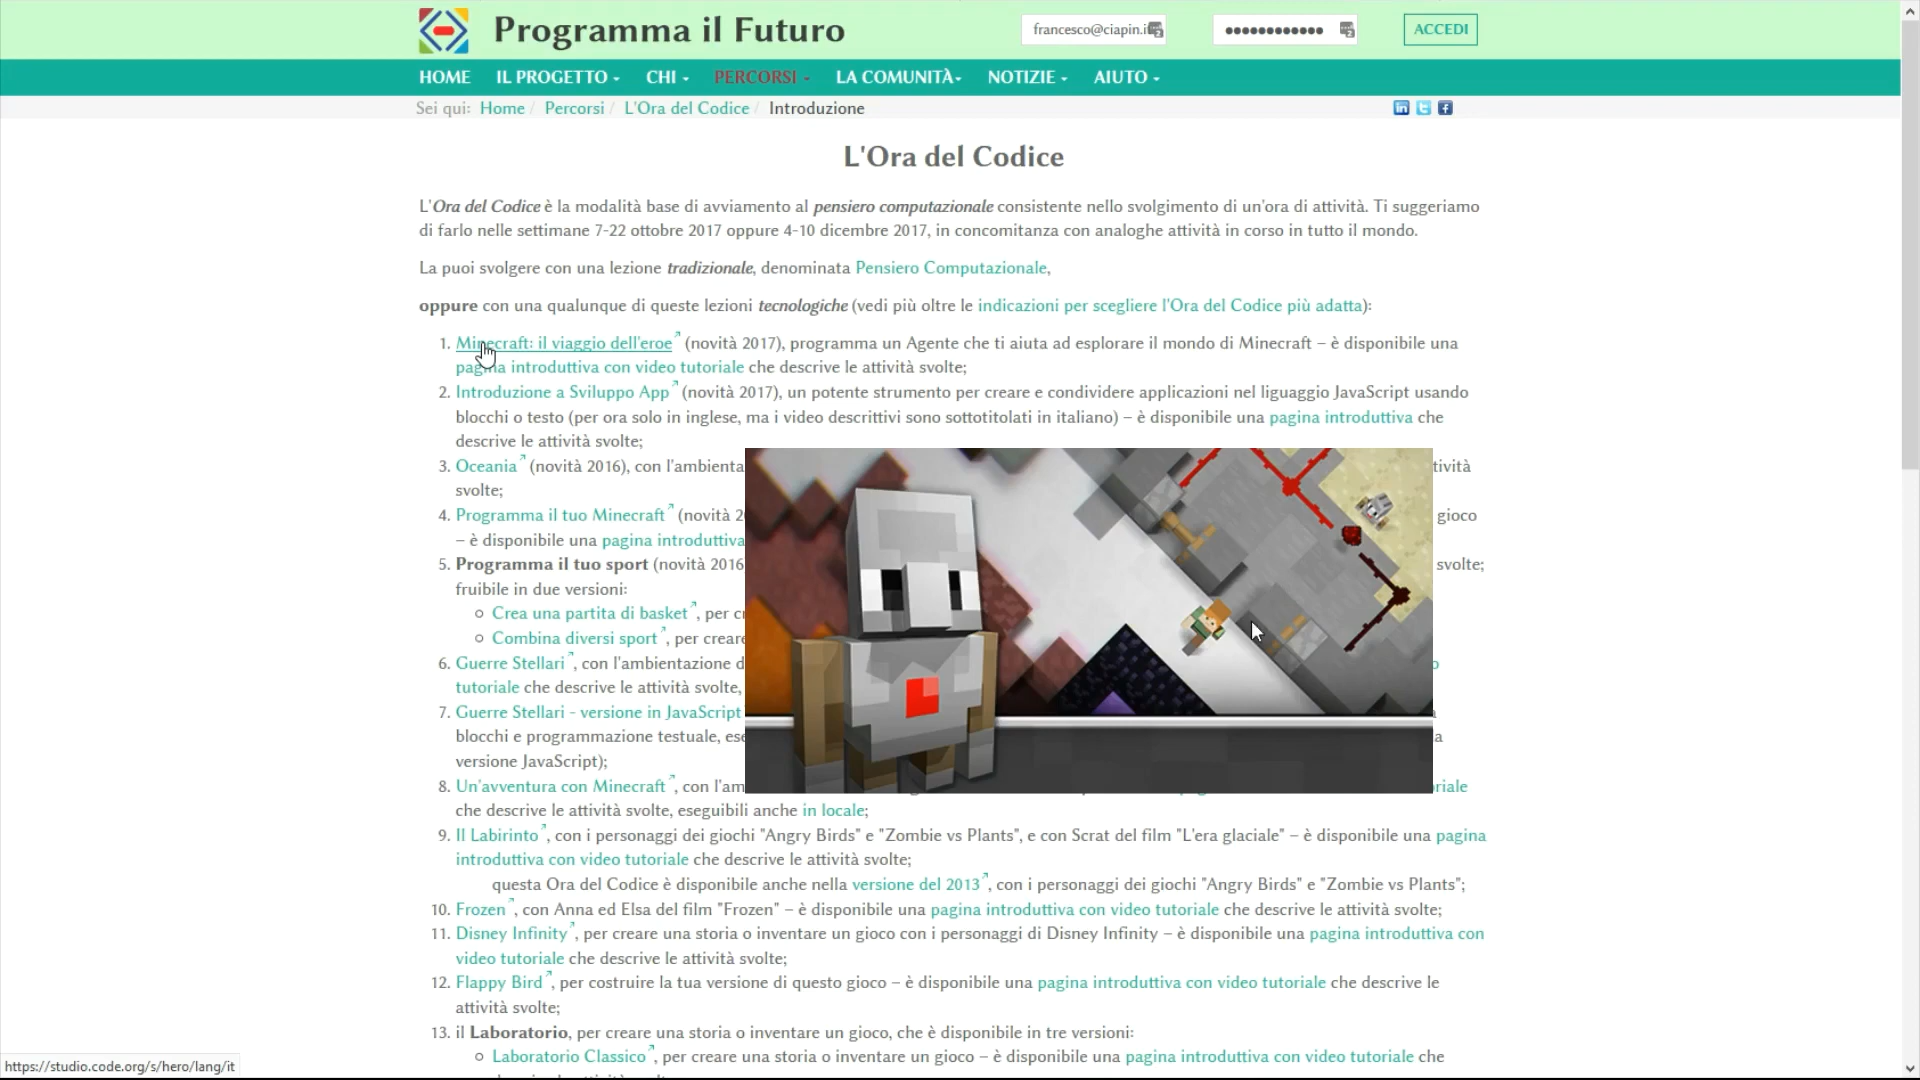 Programma il Futuro
francesco@ciapin.i
ACCEDI
HOME IL PROGETTO CHI PERCORSI LA COMUNITÀ NOTIZIE AIUTO
Sei qui: Home / Percorsi / L'Ora del Codice / Introduzione
L'Ora del Codice
L'Ora del Codice è la modalità base di avviamento al pensiero computazionale consistente nello svolgimento di un'ora di attività. Ti suggeriamo
di farlo nelle settimane 7-22 ottobre 2017 oppure 4-10 dicembre 2017, in concomitanza con analoghe attività in corso in tutto il mondo.
La puoi svolgere con una lezione tradizionale, denominata Pensiero Computazionale,
oppure con una qualunque di queste lezioni tecnologiche (vedi più oltre le indicazioni per scegliere l'Ora del Codice più adatta):
1. Minecraft: il viaggio dell'eroe (novità 2017), programma un Agente che ti aiuta ad esplorare il mondo di Minecraft – è disponibile una
pagina introduttiva con video tutoriale che descrive le attività svolte;
2. Introduzione a Sviluppo App (novità 2017), un potente strumento per creare e condividere applicazioni nel liguaggio JavaScript usando
blocchi o testo (per ora solo in inglese, ma i video descrittivi sono sottotitolati in italiano) – è disponibile una pagina introduttiva che
descrive le attività svolte;
3. Oceania (novità 2016), con l'ambienta tività
svolte;
4. Programma il tuo Minecraft (novità 2 gioco
– è disponibile una pagina introduttiva
5. Programma il tuo sport (novità 2016 svolte;
fruibile in due versioni:
Crea una partita di basket, per cr
Combina diversi sport, per creare
6. Guerre Stellari, con l'ambientazione d o
tutoriale che descrive le attività svolte,
7. Guerre Stellari - versione in JavaScript a
blocchi e programmazione testuale, ese la
versione JavaScript);
8. Un'avventura con Minecraft, con l'am riale
che descrive le attività svolte, eseguibili anche in locale;
9. Il Labirinto, con i personaggi dei giochi "Angry Birds" e "Zombie vs Plants", e con Scrat del film "L'era glaciale" – è disponibile una pagina
introduttiva con video tutoriale che descrive le attività svolte;
questa Ora del Codice è disponibile anche nella versione del 2013, con i personaggi dei giochi "Angry Birds" e "Zombie vs Plants";
10. Frozen, con Anna ed Elsa del film "Frozen" – è disponibile una pagina introduttiva con video tutoriale che descrive le attività svolte;
11. Disney Infinity, per creare una storia o inventare un gioco con i personaggi di Disney Infinity – è disponibile una pagina introduttiva con
video tutoriale che descrive le attività svolte;
12. Flappy Bird, per costruire la tua versione di questo gioco – è disponibile una pagina introduttiva con video tutoriale che descrive le
attività svolte;
13. il Laboratorio, per creare una storia o inventare un gioco, che è disponibile in tre versioni:
Laboratorio Classico, per creare una storia o inventare un gioco – è disponibile una pagina introduttiva con video tutoriale che
https://studio.code.org/s/hero/lang/it